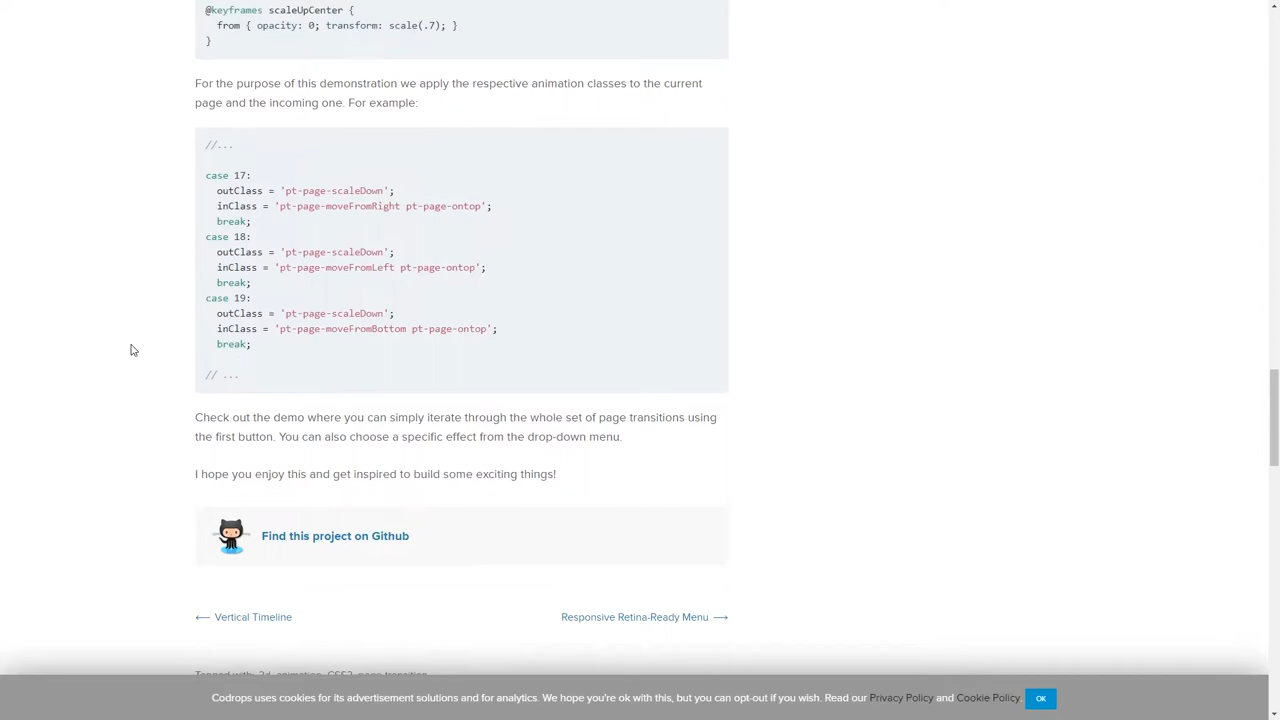 @keyframes scaleUpCenter {
from { opacity: 0; transform: scale(.7); }
}
For the purpose of this demonstration we apply the respective animation classes to the current
page and the incoming one. For example:
//...
case 17:
outClass = 'pt-page-scaleDown';
inClass = 'pt-page-moveFromRight pt-page-ontop';
break;
case 18:
outClass = 'pt-page-scaleDown';
inClass = 'pt-page-moveFromLeft pt-page-ontop';
break;
case 19:
outClass = 'pt-page-scaleDown';
inClass = 'pt-page-moveFromBottom pt-page-ontop';
break;
// ...
Check out the demo where you can simply iterate through the whole set of page transitions using
the first button. You can also choose a specific effect from the drop-down menu.
I hope you enjoy this and get inspired to build some exciting things!
Find this project on Github
⟵ Vertical Timeline
Responsive Retina-Ready Menu ⟶
Tagged with: 3d, animation, CSS3, page transition
Codrops uses cookies for its advertisement solutions and for analytics. We hope you're ok with this, but you can opt-out if you wish. Read our Privacy Policy and Cookie Policy. OK